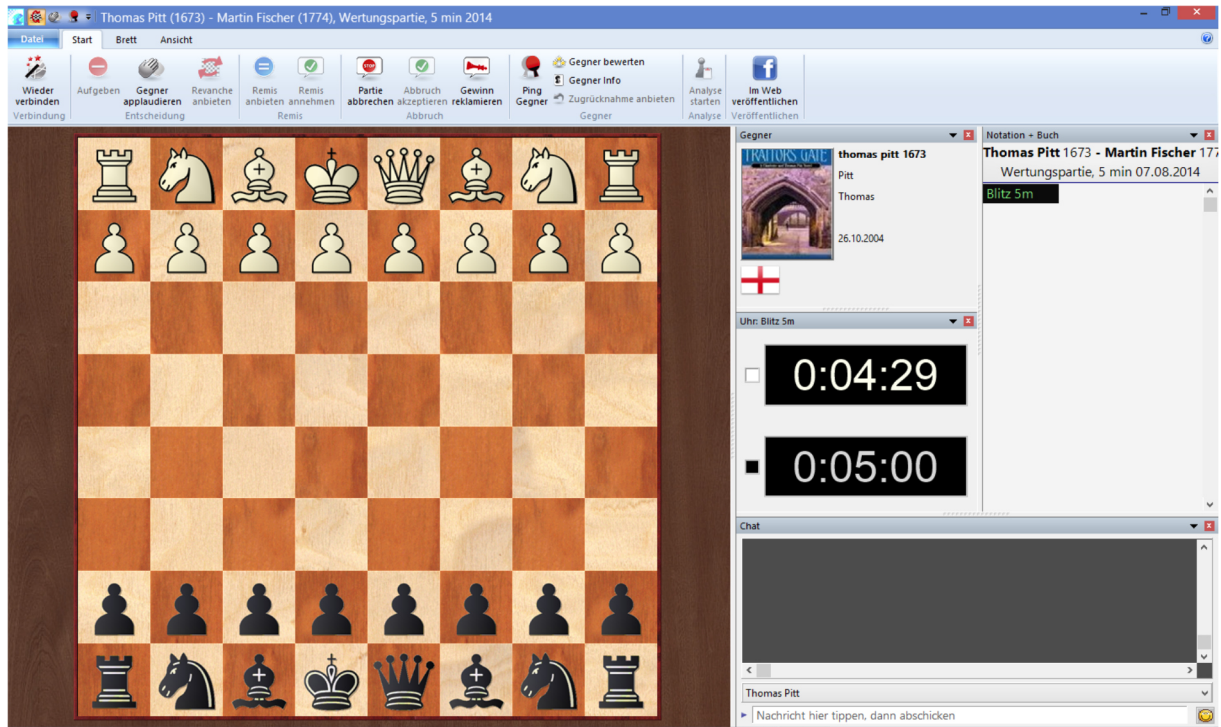 Thomas Pitt (1673) - Martin Fischer (1774), Wertungspartie, 5 min 2014
Datei Start Brett Ansicht
Wieder verbinden
Verbindung
Aufgeben
Gegner applaudieren
Revanche anbieten
Entscheidung
Remis anbieten
Remis annehmen
Remis
STOP
Partie abbrechen
Abbruch akzeptieren
Gewinn reklamieren
Abbruch
Ping Gegner
Gegner bewerten
Gegner Info
Zugrücknahme anbieten
Gegner
Analyse starten
Analyse
f
Im Web veröffentlichen
Veröffentlichen
Gegner
TRAITORS GATE
thomas pitt 1673
Pitt
Thomas
26.10.2004
Uhr: Blitz 5m
0:04:29
0:05:00
Notation + Buch
Thomas Pitt 1673 - Martin Fischer 177
Wertungspartie, 5 min 07.08.2014
Blitz 5m
Chat
Thomas Pitt
Nachricht hier tippen, dann abschicken